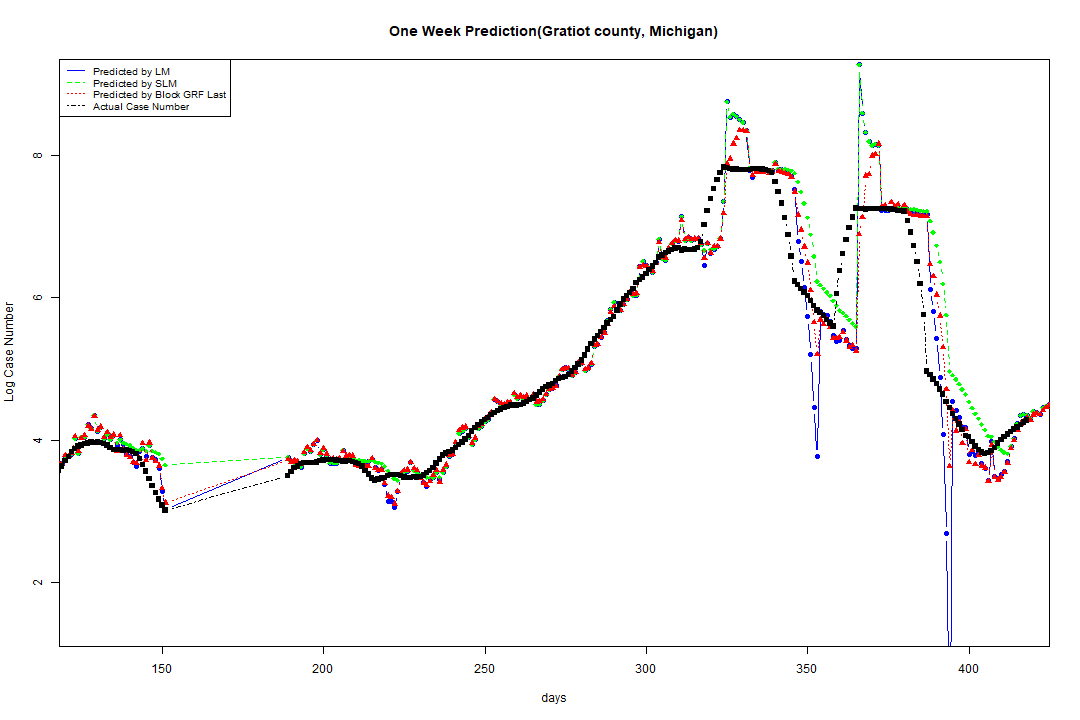 One Week Prediction(Gratiot county, Michigan)
Predicted by LM
Predicted by SLM
Predicted by Block GRF Last
Actual Case Number
Log Case Number
8
6
4
2
150 200 250 300 350 400
days